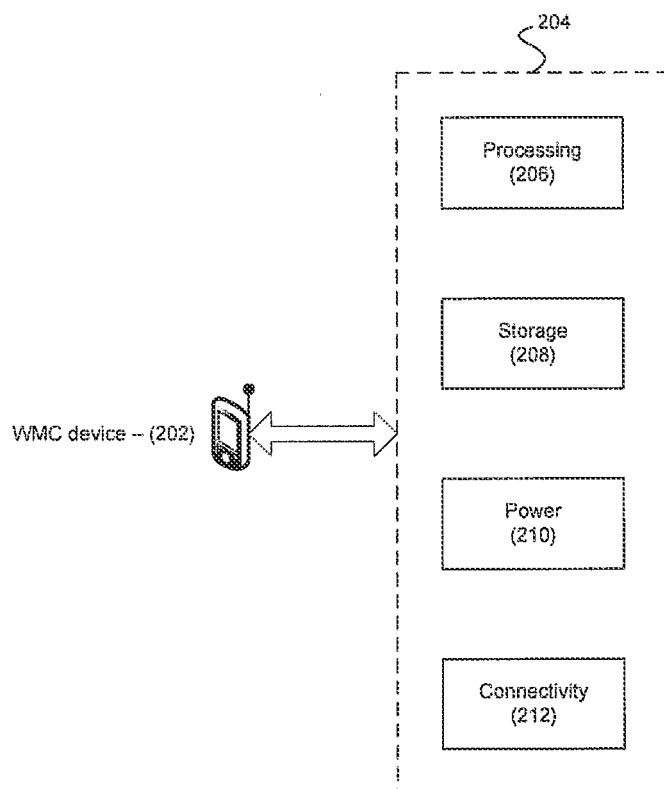 204
Processing
(206)
Storage
(208)
WMC device -- (202)
Power
(210)
Connectivity
(212)